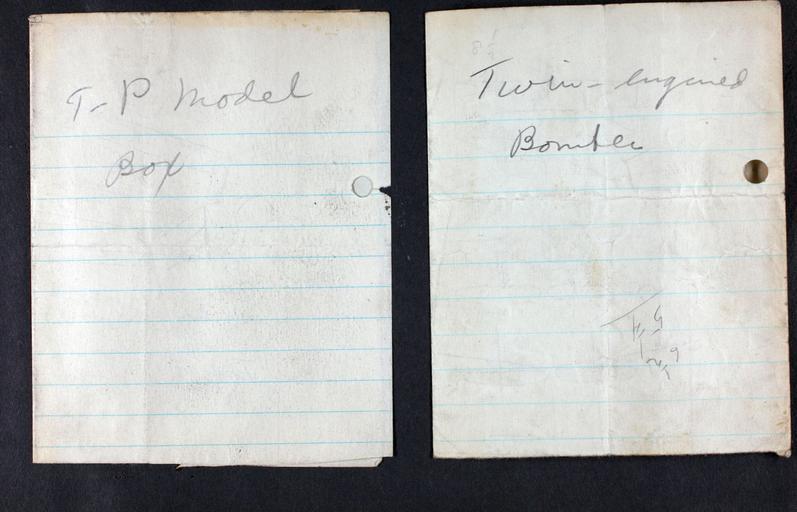 T-P Model
Box
Twin-engined
Bomber